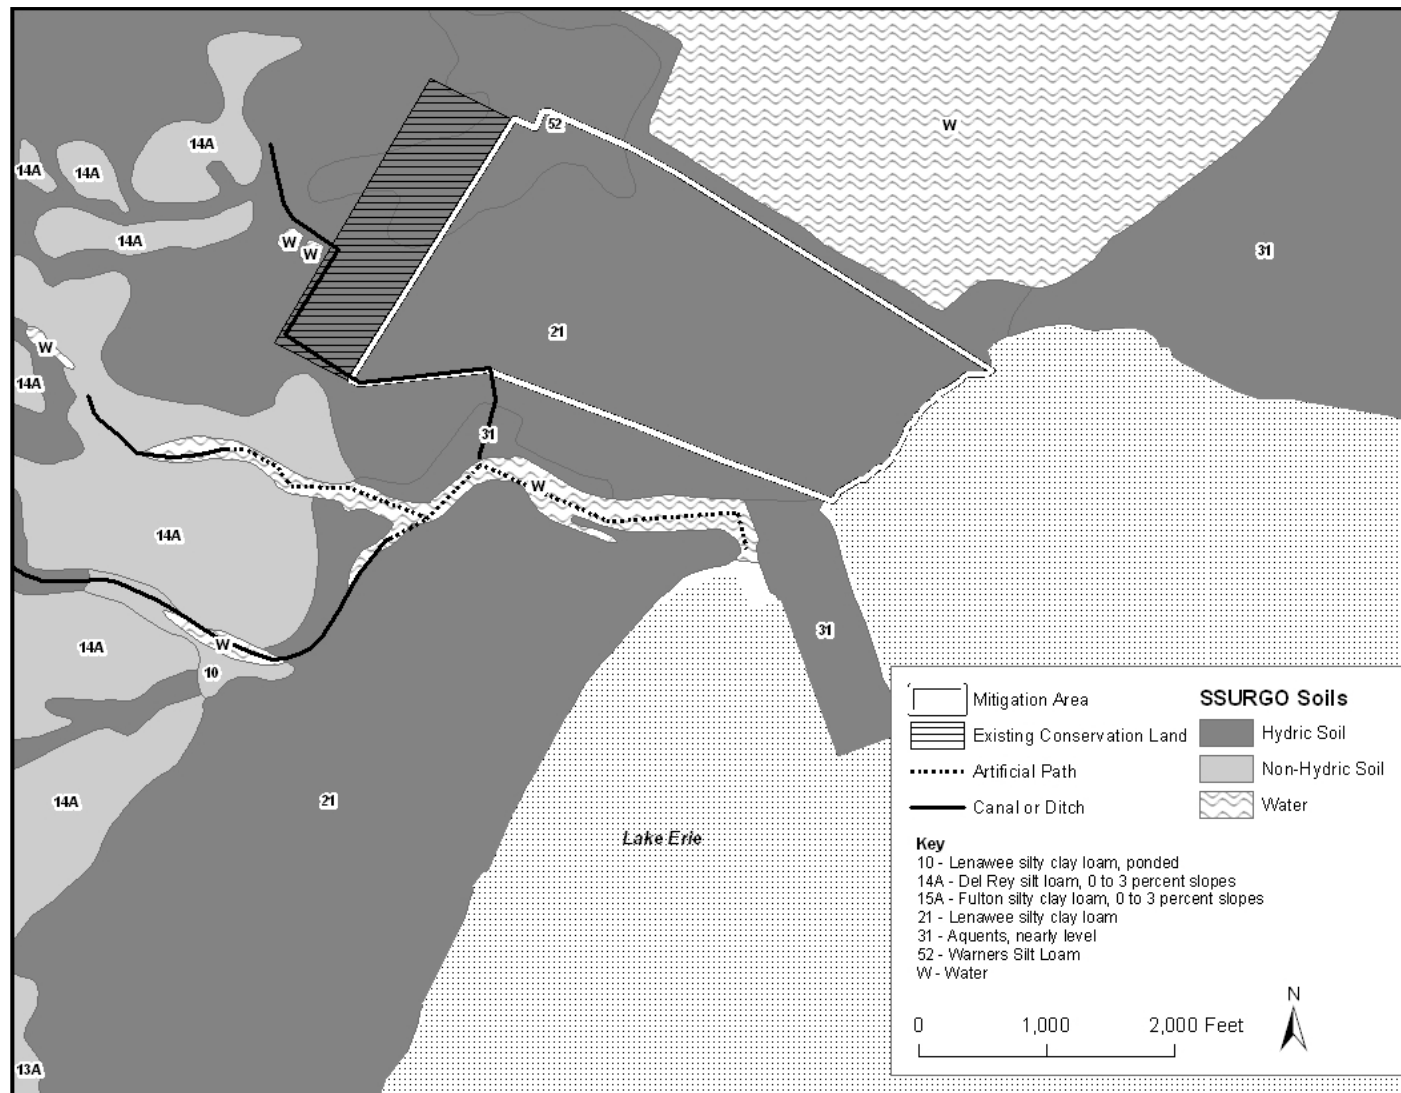 52
W
14A
14A
14A
14A
W
W
31
21
W
14A
31
W
14A
31
14A
W
10
14A
21
Lake Erie
13A
Mitigation Area
Existing Conservation Land
Artificial Path
Canal or Ditch
SSURGO Soils
Hydric Soil
Non-Hydric Soil
Water
Key
10 - Lenawee silty clay loam, ponded
14A - Del Rey silt loam, 0 to 3 percent slopes
15A - Fulton silty clay loam, 0 to 3 percent slopes
21 - Lenawee silty clay loam
31 - Aquents, nearly level
52 - Warners Silt Loam
W - Water
N
0 1,000 2,000 Feet